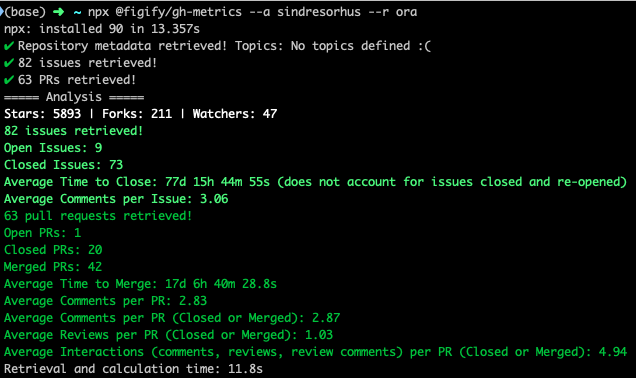 (base) ➜ ~ npx @figify/gh-metrics --a sindresorhus --r ora
npx: installed 90 in 13.357s
✔ Repository metadata retrieved! Topics: No topics defined :(
✔ 82 issues retrieved!
✔ 63 PRs retrieved!
===== Analysis =====
Stars: 5893 | Forks: 211 | Watchers: 47
82 issues retrieved!
Open Issues: 9
Closed Issues: 73
Average Time to Close: 77d 15h 44m 55s (does not account for issues closed and re-opened)
Average Comments per Issue: 3.06
63 pull requests retrieved!
Open PRs: 1
Closed PRs: 20
Merged PRs: 42
Average Time to Merge: 17d 6h 40m 28.8s
Average Comments per PR: 2.83
Average Comments per PR (Closed or Merged): 2.87
Average Reviews per PR (Closed or Merged): 1.03
Average Interactions (comments, reviews, review comments) per PR (Closed or Merged): 4.94
Retrieval and calculation time: 11.8s